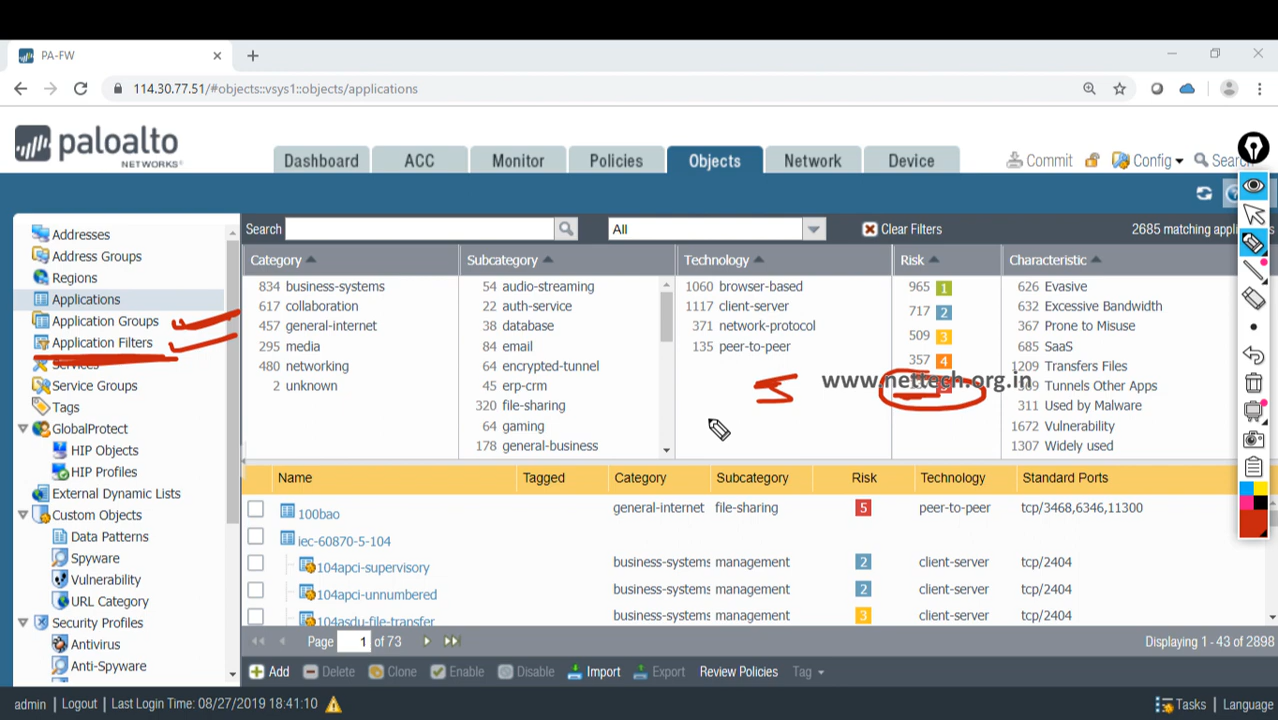 PA-FW
114.30.77.51/#objects::vsys1::objects/applications
paloalto
NETWORKS
Dashboard ACC Monitor Policies Objects Network Device Commit Config Search
Search All Clear Filters 2685 matching
Addresses
Address Groups
Regions
Applications
Application Groups
Application Filters
Services
Service Groups
Tags
GlobalProtect
HIP Objects
HIP Profiles
External Dynamic Lists
Custom Objects
Data Patterns
Spyware
Vulnerability
URL Category
Security Profiles
Antivirus
Anti-Spyware
Category Subcategory Technology Risk Characteristic
834 business-systems 54 audio-streaming 1060 browser-based 965 1 626 Evasive
617 collaboration 22 auth-service 1117 client-server 717 2 632 Excessive Bandwidth
457 general-internet 38 database 371 network-protocol 509 3 367 Prone to Misuse
295 media 84 email 135 peer-to-peer 357 4 685 SaaS
480 networking 64 encrypted-tunnel 1209 Transfers Files
2 unknown 45 erp-crm www.nettech.org.in Tunnels Other Apps
320 file-sharing 311 Used by Malware
64 gaming 1672 Vulnerability
178 general-business 1307 Widely used
Name Tagged Category Subcategory Risk Technology Standard Ports
100bao general-internet file-sharing 5 peer-to-peer tcp/3468,6346,11300
iec-60870-5-104
104apci-supervisory business-systems management 2 client-server tcp/2404
104apci-unnumbered business-systems management 2 client-server tcp/2404
104asdu-file-transfer business-systems management 3 client-server tcp/2404
Page 1 of 73 Displaying 1 - 43 of 2898
Add Delete Clone Enable Disable Import Export Review Policies Tag
admin | Logout | Last Login Time: 08/27/2019 18:41:10 Tasks | Language